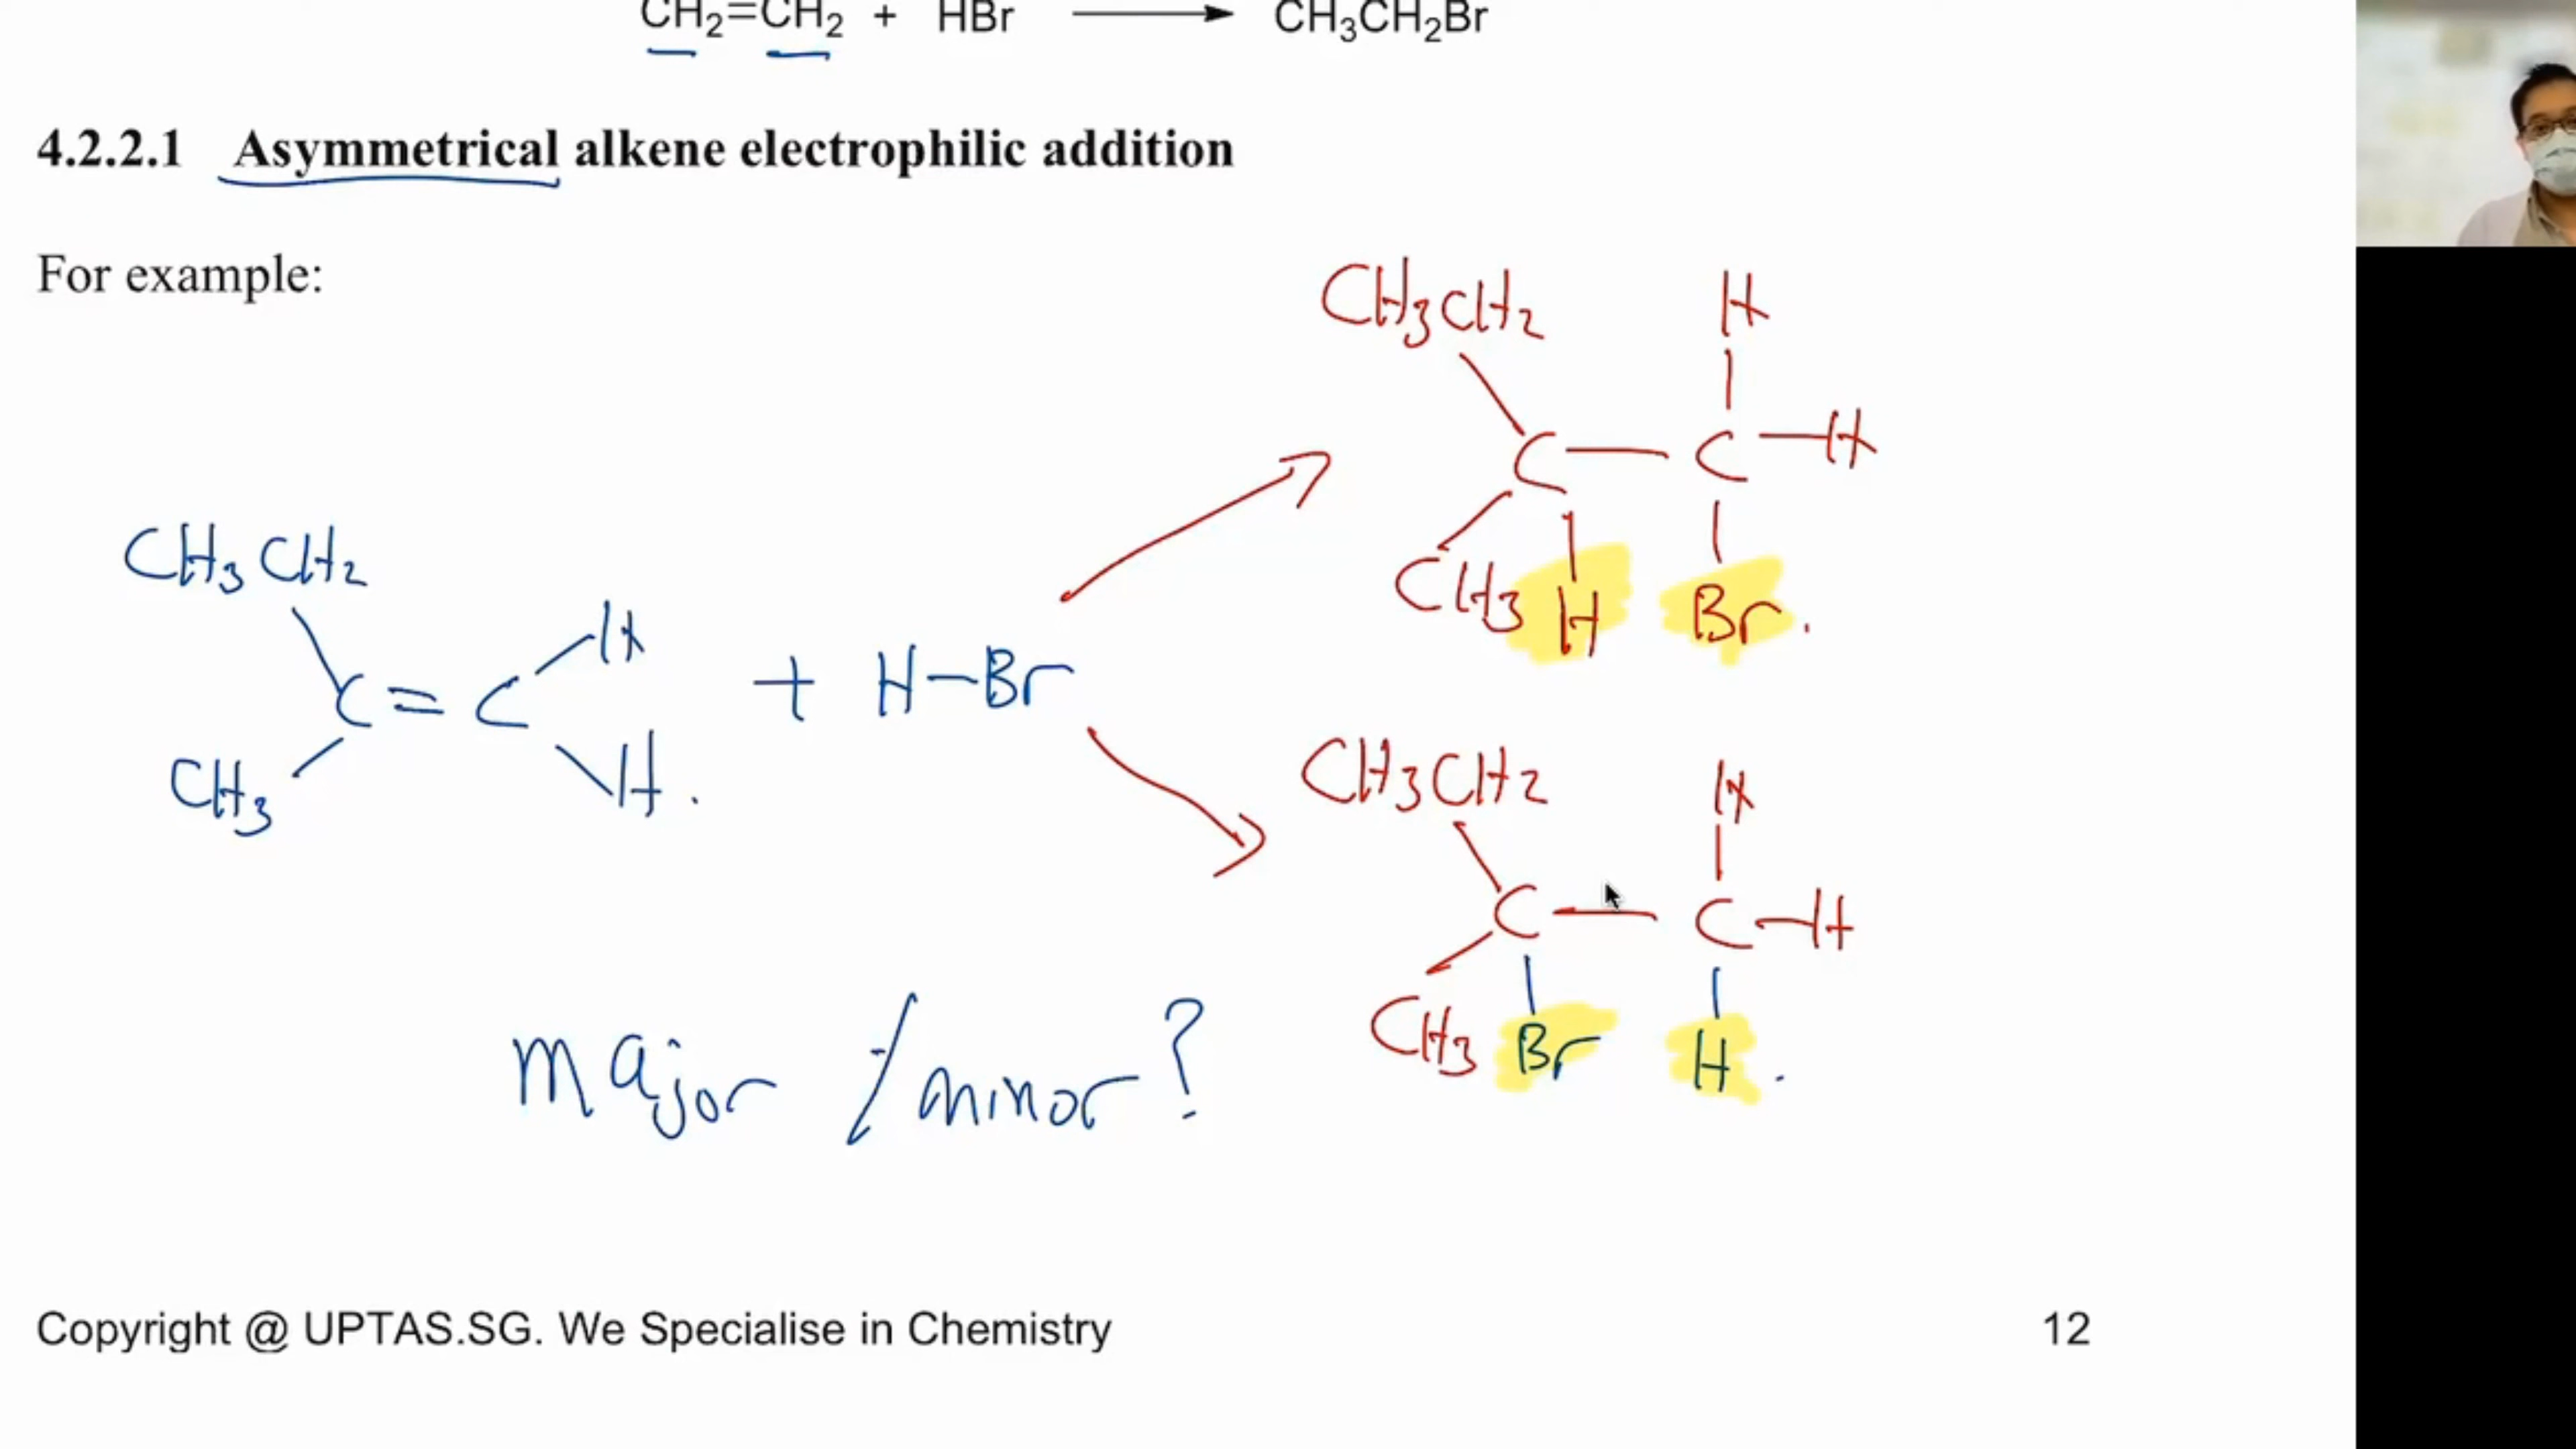 CH₂=CH₂ + HBr ⟶ CH₃CH₂Br
4.2.2.1 Asymmetrical alkene electrophilic addition
For example:
CH₃CH₂ H
C — C — H
CH₃ H Br.
CH₃CH₂ H
C = C + H–Br
CH₃ H.
CH₃CH₂ H
C — C – H
CH₃ Br H.
major / minor?
Copyright @ UPTAS.SG. We Specialise in Chemistry 12